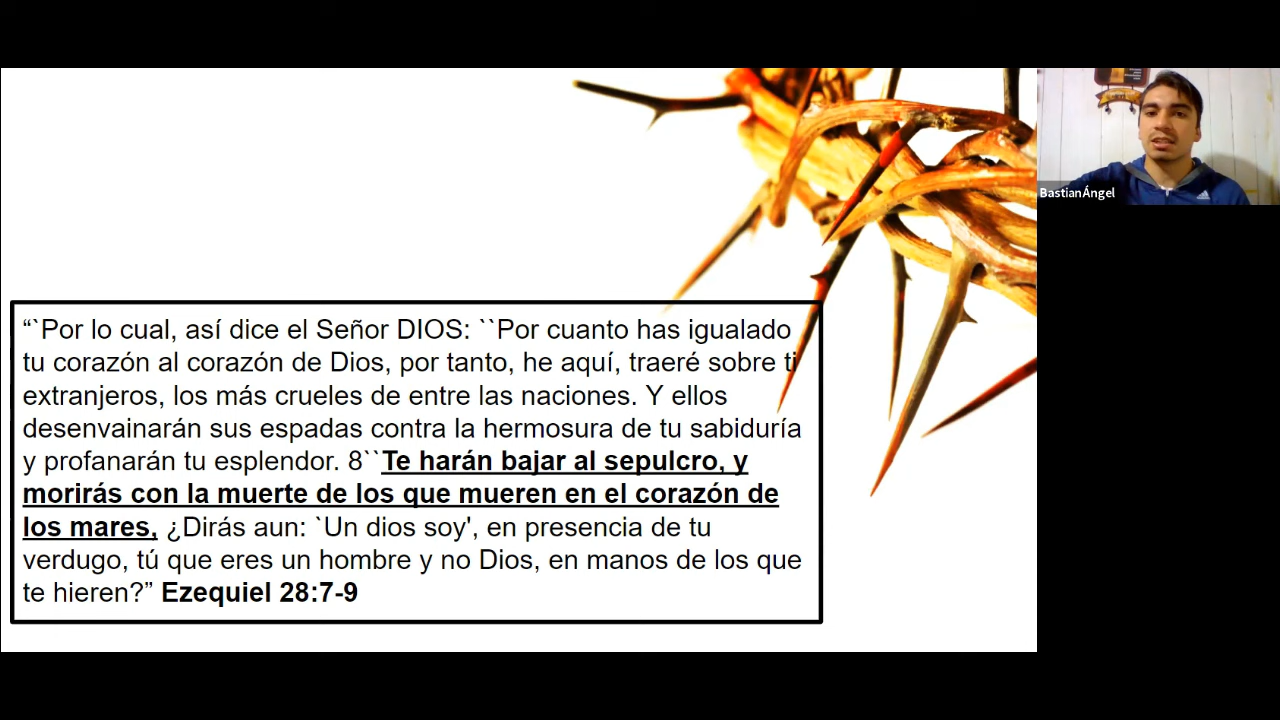 “`Por lo cual, así dice el Señor DIOS: ``Por cuanto has igualado
tu corazón al corazón de Dios, por tanto, he aquí, traeré sobre ti
extranjeros, los más crueles de entre las naciones. Y ellos
desenvainarán sus espadas contra la hermosura de tu sabiduría
y profanarán tu esplendor. 8``Te harán bajar al sepulcro, y
morirás con la muerte de los que mueren en el corazón de
los mares, ¿Dirás aun: `Un dios soy', en presencia de tu
verdugo, tú que eres un hombre y no Dios, en manos de los que
te hieren?” Ezequiel 28:7-9
BastianÁngel